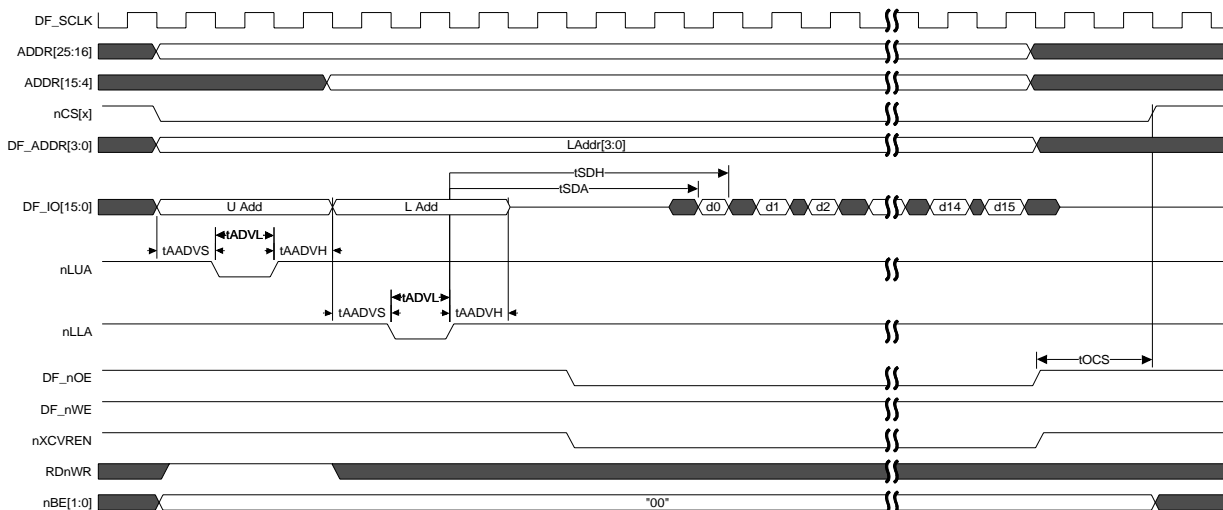 DF_SCLK
ADDR[25:16]
ADDR[15:4]
nCS[x]
DF_ADDR[3:0] LAddr[3:0]
tSDH
tSDA
DF_IO[15:0] U Add L Add d0 d1 d2 d14 d15
tADVL
tAADVS tAADVH
nLUA
tADVL
tAADVS tAADVH
nLLA
tOCS
DF_nOE
DF_nWE
nXCVREN
RDnWR
nBE[1:0] "00"